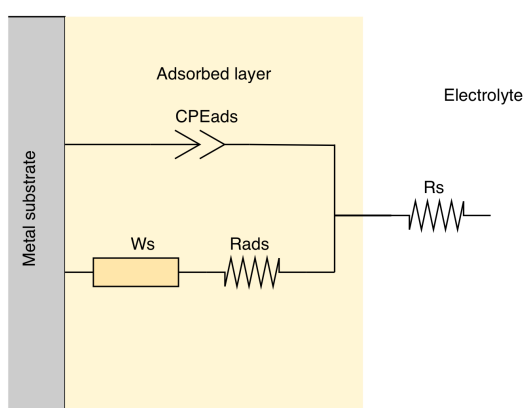 Adsorbed layer
Electrolyte
CPEads
Metal substrate
Rs
Ws
Rads